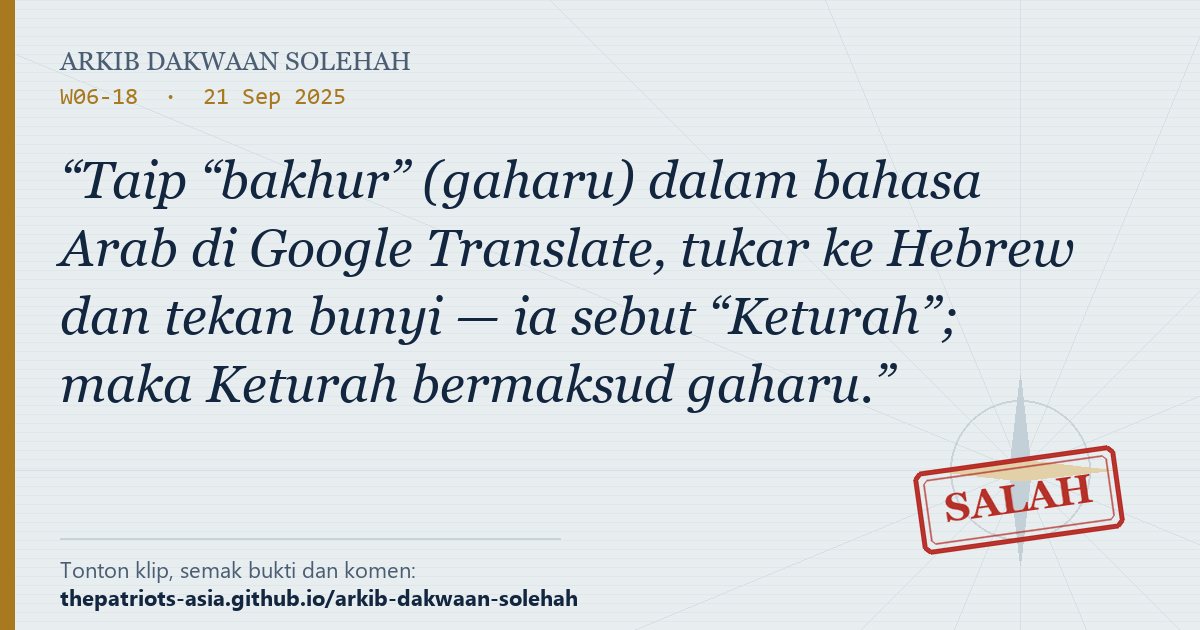 ARKIB DAKWAAN SOLEHAH
W06-18 · 21 Sep 2025
“Taip “bakhur” (gaharu) dalam bahasa
Arab di Google Translate, tukar ke Hebrew
dan tekan bunyi — ia sebut “Keturah”;
maka Keturah bermaksud gaharu.”
SALAH
Tonton klip, semak bukti dan komen:
thepatriots-asia.github.io/arkib-dakwaan-solehah